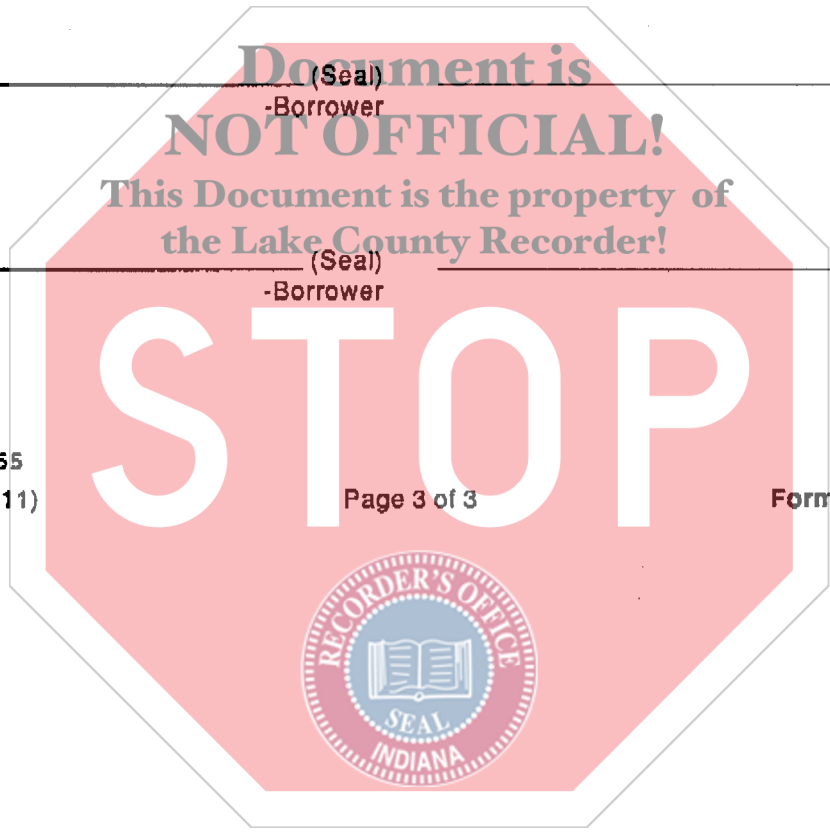 Document is
(Seal)
-Borrower
NOT OFFICIAL!
This Document is the property of
the Lake County Recorder!
(Seal)
-Borrower
STOP
11)
Page 3 of 3
Form
RECORDER'S OFFICE
SEAL
INDIANA